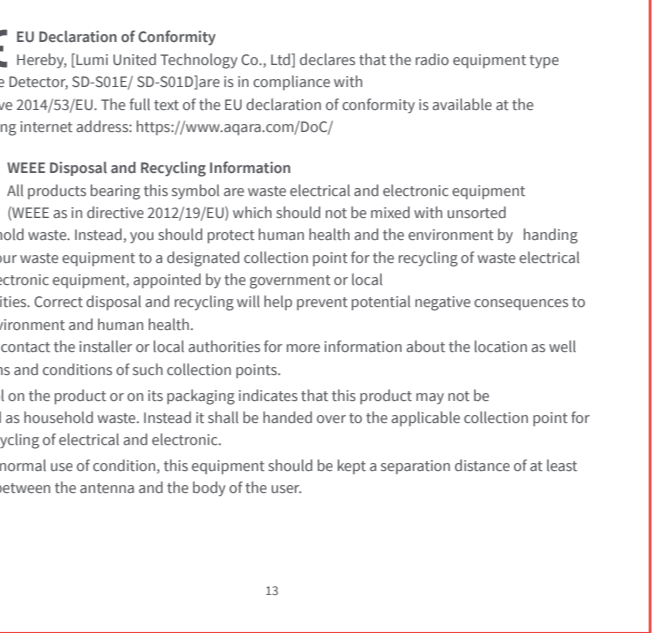 EU Declaration of Conformity
Hereby, [Lumi United Technology Co., Ltd] declares that the radio equipment type
Detector, SD-S01E/ SD-S01D]are is in compliance with
2014/53/EU. The full text of the EU declaration of conformity is available at the
internet address: https://www.aqara.com/DoC/
WEEE Disposal and Recycling Information
All products bearing this symbol are waste electrical and electronic equipment
(WEEE as in directive 2012/19/EU) which should not be mixed with unsorted
waste. Instead, you should protect human health and the environment by handing
waste equipment to a designated collection point for the recycling of waste electrical
equipment, appointed by the government or local
Correct disposal and recycling will help prevent potential negative consequences to
and human health.
contact the installer or local authorities for more information about the location as well
and conditions of such collection points.
on the product or on its packaging indicates that this product may not be
as household waste. Instead it shall be handed over to the applicable collection point for
of electrical and electronic.
normal use of condition, this equipment should be kept a separation distance of at least
between the antenna and the body of the user.
13